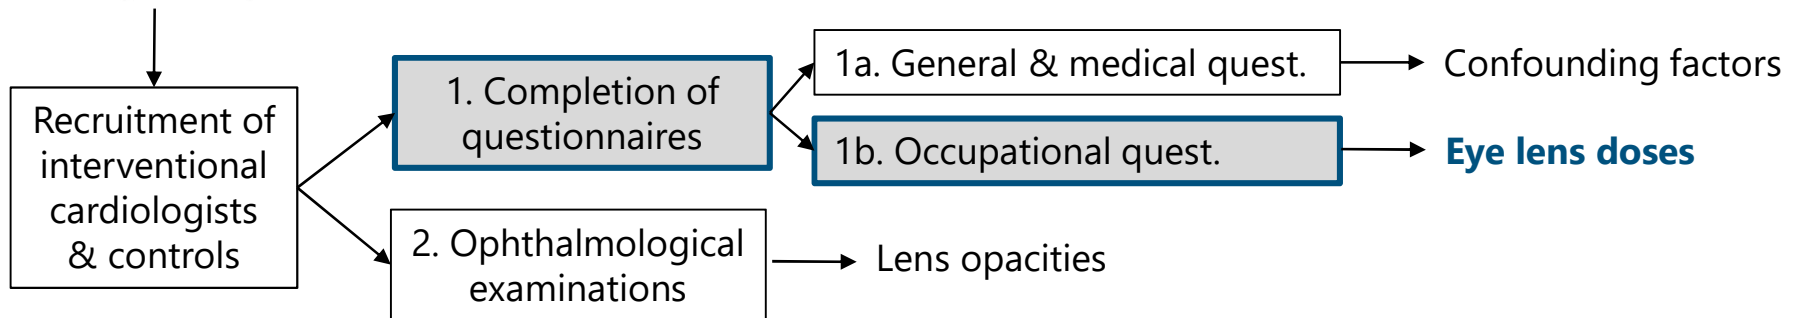 Recruitment of
interventional
cardiologists
& controls
1. Completion of
questionnaires
1a. General & medical quest.
Confounding factors
1b. Occupational quest.
Eye lens doses
2. Ophthalmological
examinations
Lens opacities